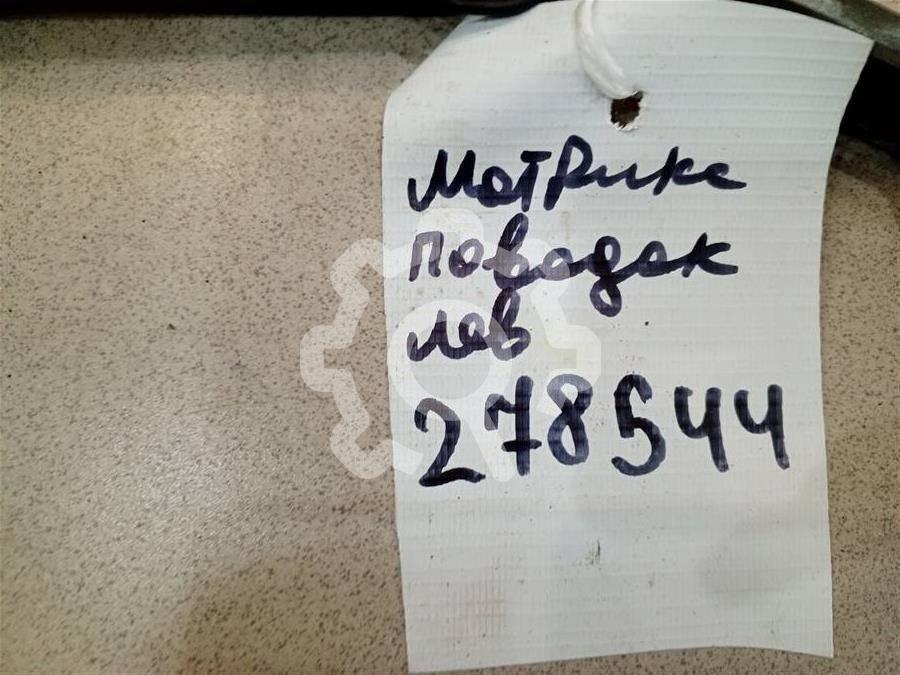 Матрикс
поводок
лев
278544